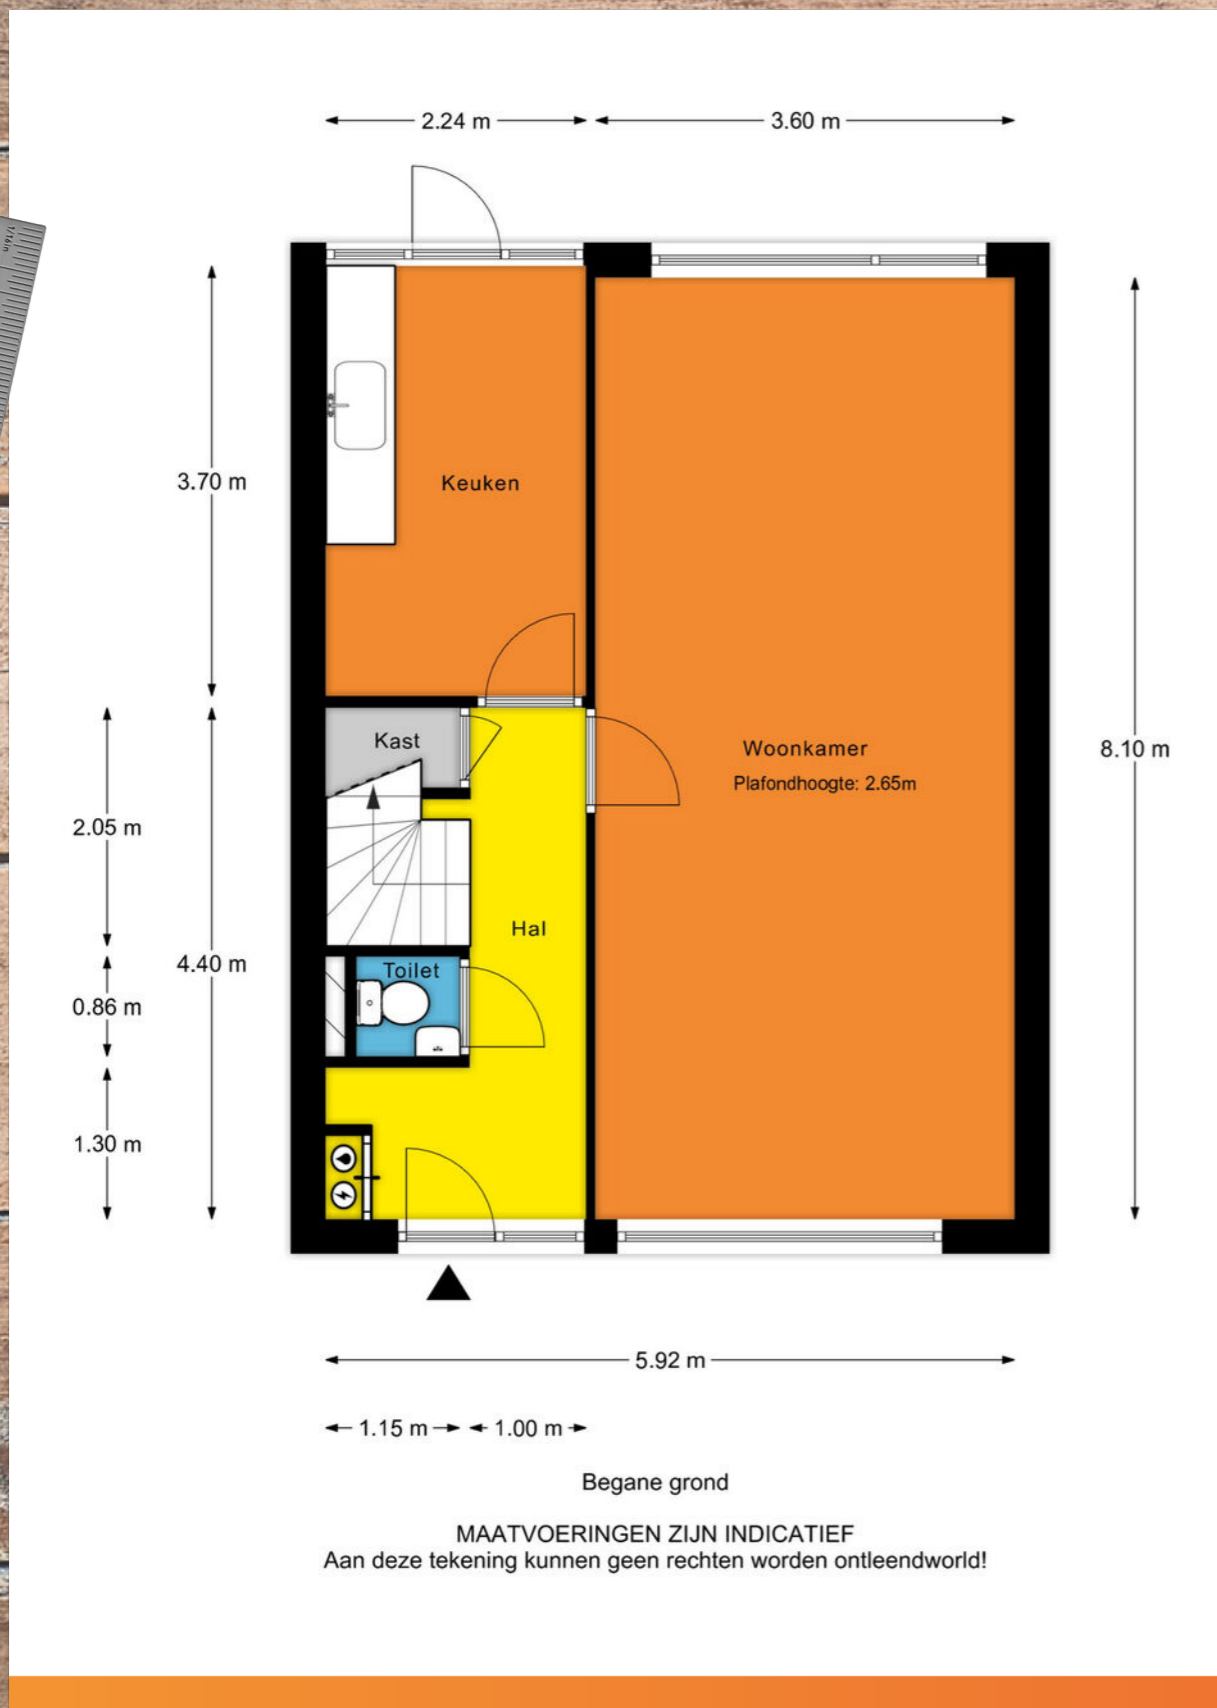 2.24 m
3.60 m
1/16in
3.70 m
Keuken
Kast
Woonkamer
Plafondhoogte: 2.65m
8.10 m
2.05 m
Hal
4.40 m
Toilet
0.86 m
1.30 m
5.92 m
1.15 m
1.00 m
Begane grond
MAATVOERINGEN ZIJN INDICATIEF
Aan deze tekening kunnen geen rechten worden ontleendworld!